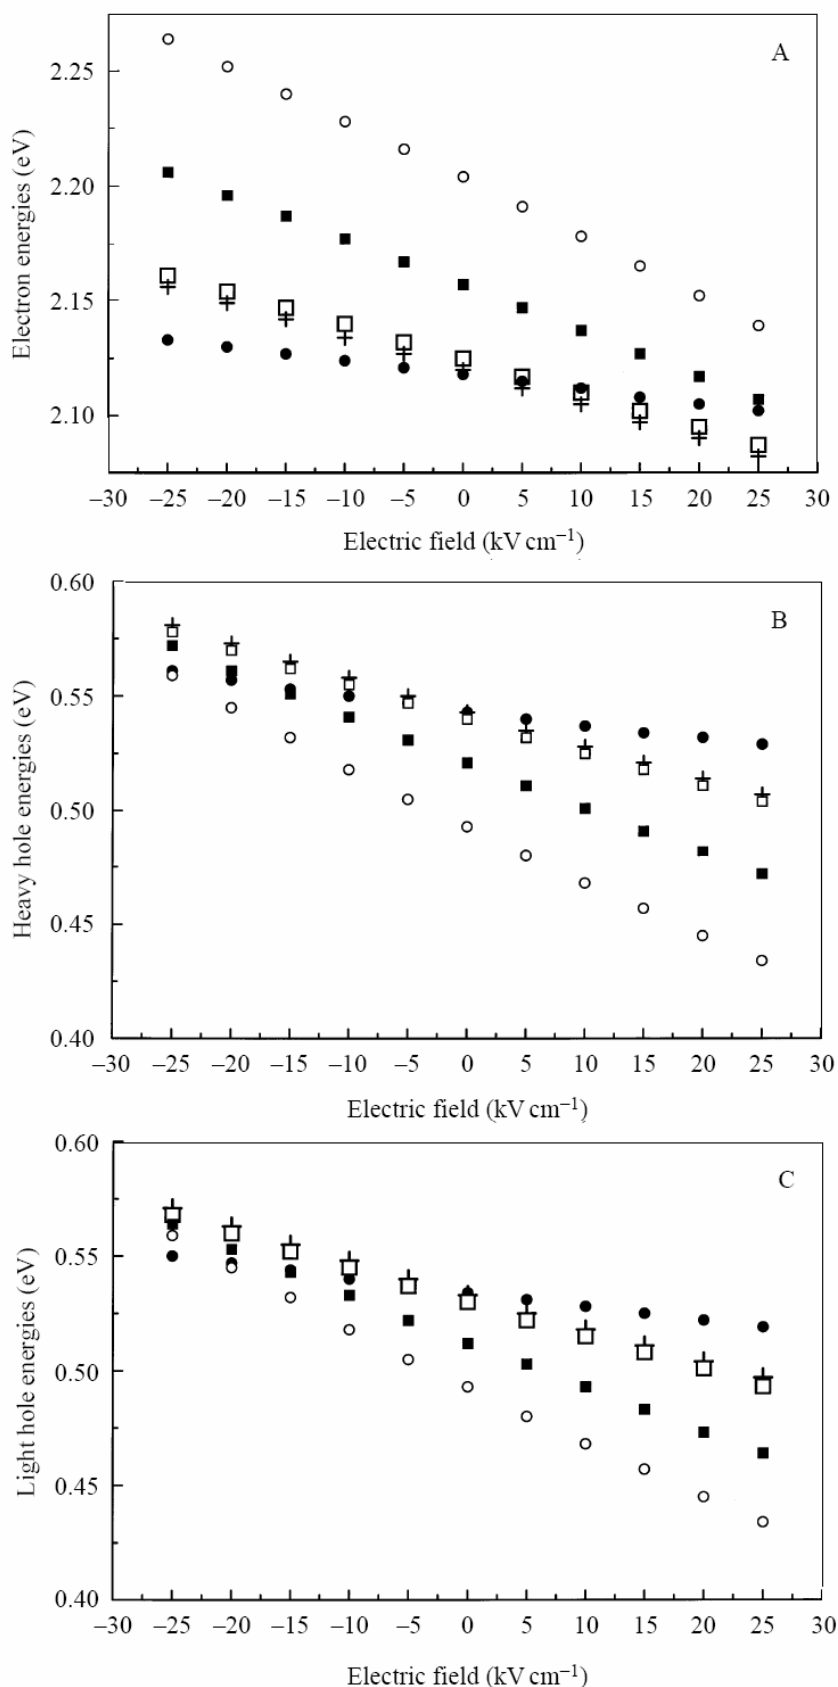 A
2.25
2.20
2.15
2.10
Electron energies (eV)
–30 –25 –20 –15 –10 –5 0 5 10 15 20 25 30
Electric field (kV cm⁻¹)
0.60
B
0.55
0.50
0.45
0.40
Heavy hole energies (eV)
–30 –25 –20 –15 –10 –5 0 5 10 15 20 25 30
Electric field (kV cm⁻¹)
0.60
C
0.55
0.50
0.45
0.40
Light hole energies (eV)
–30 –25 –20 –15 –10 –5 0 5 10 15 20 25 30
Electric field (kV cm⁻¹)